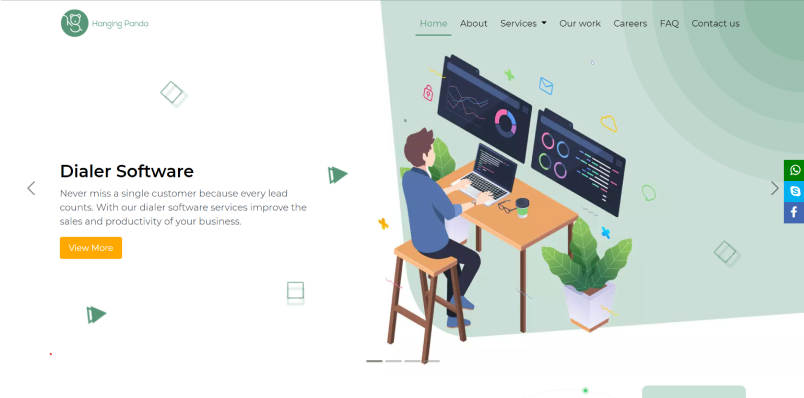 Hanging Panda
Home About Services Our work Careers FAQ Contact us
Dialer Software
Never miss a single customer because every lead
counts. With our dialer software services improve the
sales and productivity of your business.
View More